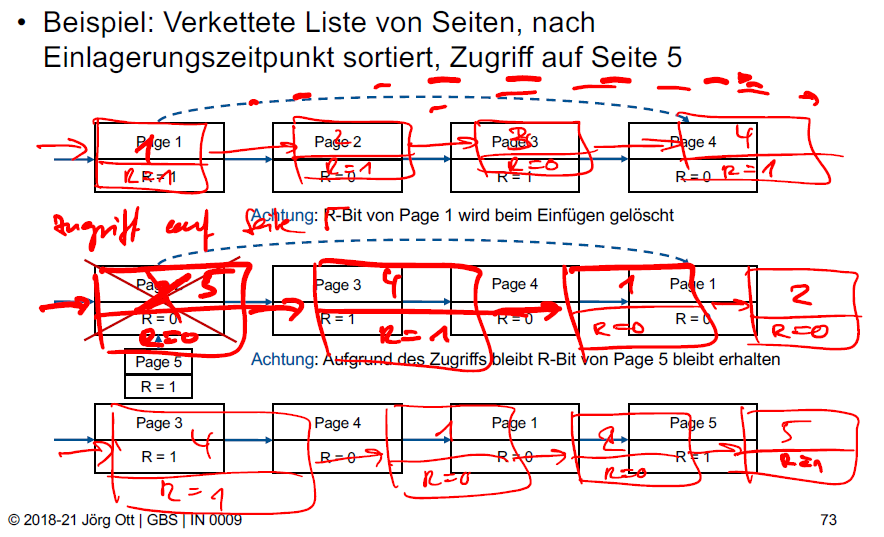 • Beispiel: Verkettete Liste von Seiten, nach
Einlagerungszeitpunkt sortiert, Zugriff auf Seite 5
Page 1 Page 2 Page 3 Page 4
1 2 3 4
R = 1 R = 0 R = 1 R = 0
R=1 R=1 R=0 R=1
Achtung: R-Bit von Page 1 wird beim Einfügen gelöscht
Zugriff auf Seite 5
Page 3 Page 4 Page 1
5 4 1 2
R = 0 R = 1 R = 0 R = 0
R=0 R=1 R=0 R=0
Page 5
R = 1
Achtung: Aufgrund des Zugriffs bleibt R-Bit von Page 5 bleibt erhalten
Page 3 Page 4 Page 1 Page 5
4 1 2 5
R = 1 R = 0 R = 0 R = 1
R=1 R=0 R=0 R=1
© 2018-21 Jörg Ott | GBS | IN 0009
73